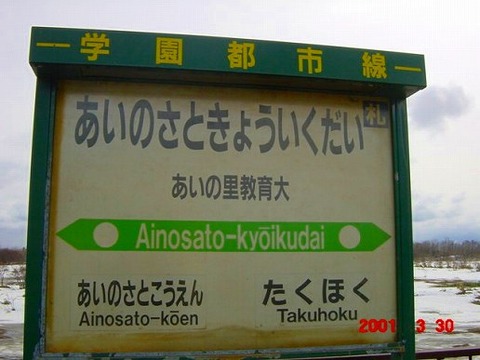 学園都市線
あいのさときょういくだい 札
あいの里教育大
Ainosato-kyōikudai
あいのさとこうえん たくほく
Ainosato-kōen Takuhoku
2001 3 30